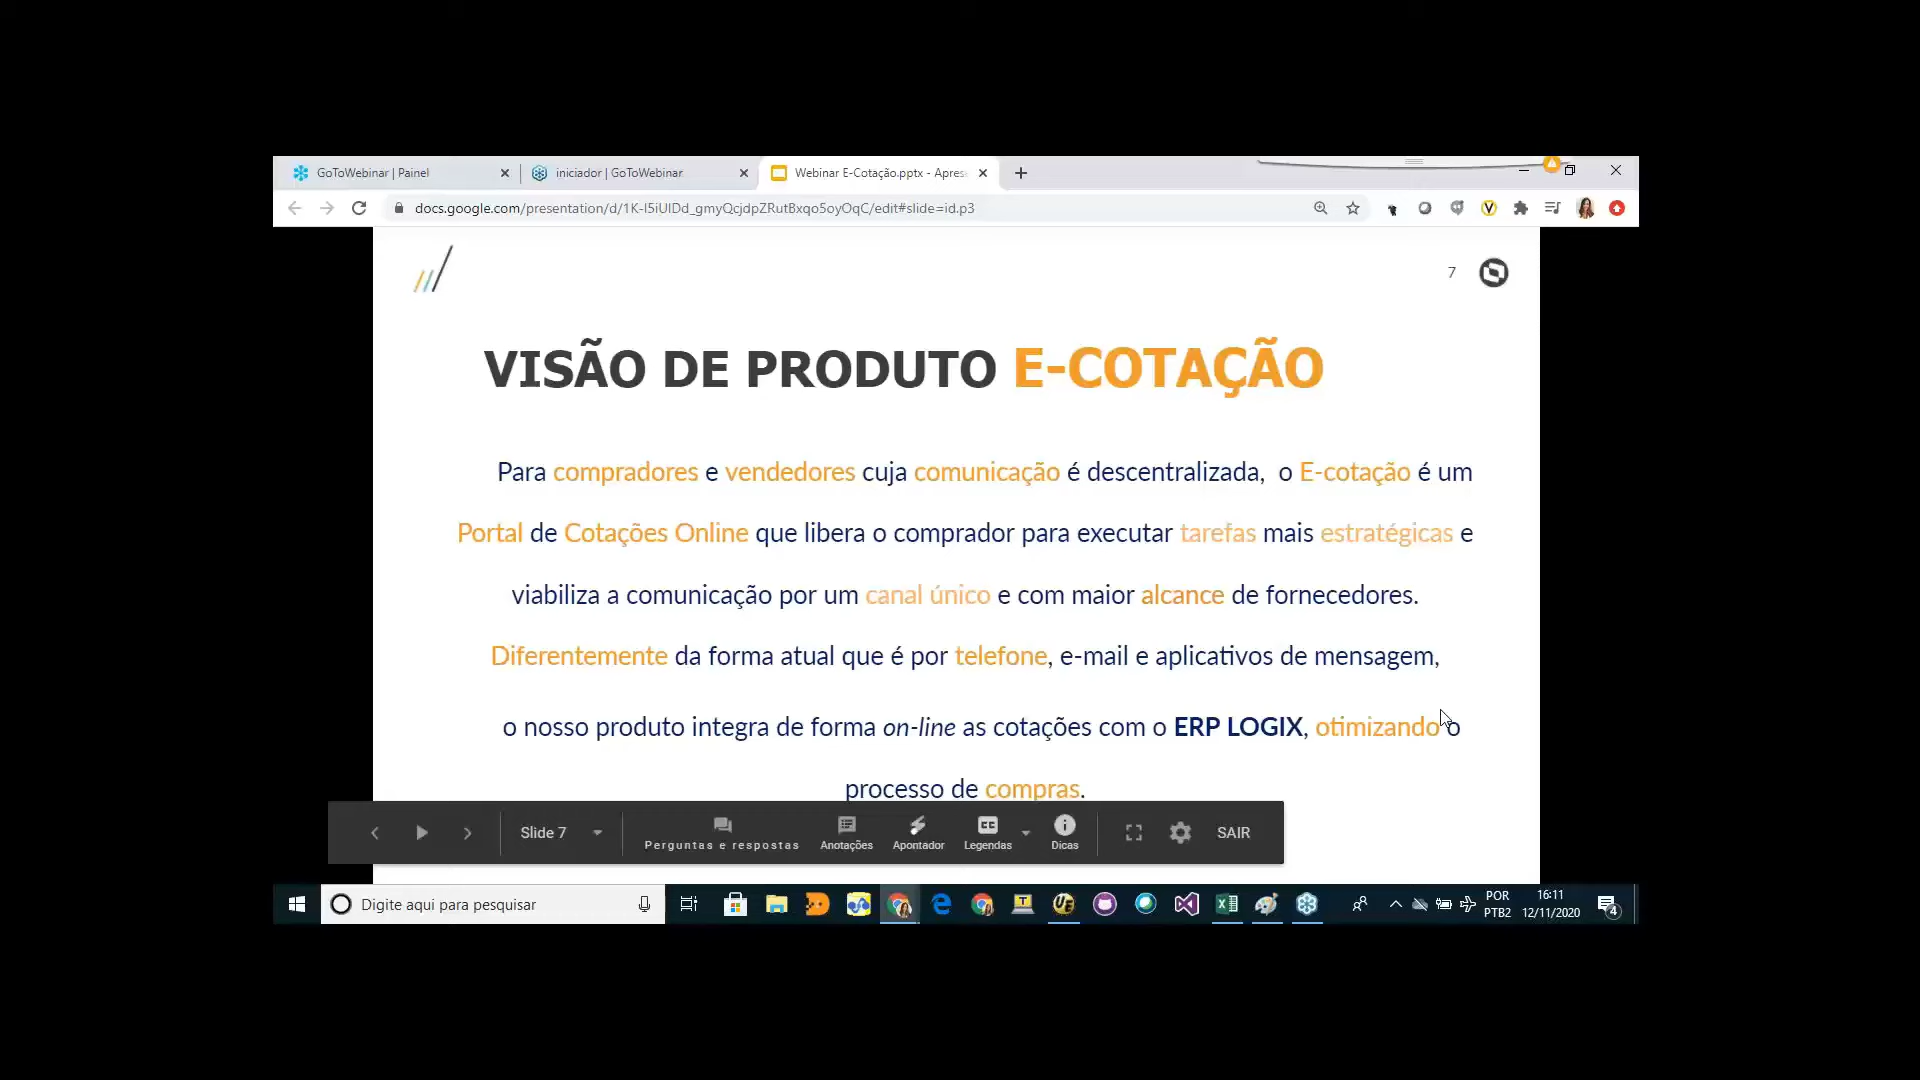 GoToWebinar | Painel
iniciador | GoToWebinar
Webinar E-Cotação.pptx - Apres
docs.google.com/presentation/d/1K-I5iUIDd_gmyQcjdpZRutBxqo5oyOqC/edit#slide=id.p3
7
VISÃO DE PRODUTO E-COTAÇÃO
Para compradores e vendedores cuja comunicação é descentralizada, o E-cotação é um
Portal de Cotações Online que libera o comprador para executar tarefas mais estratégicas e
viabiliza a comunicação por um canal único e com maior alcance de fornecedores.
Diferentemente da forma atual que é por telefone, e-mail e aplicativos de mensagem,
o nosso produto integra de forma on-line as cotações com o ERP LOGIX, otimizando o
processo de compras.
Slide 7
Perguntas e respostas
Anotações
Apontador
Legendas
Dicas
SAIR
Digite aqui para pesquisar
POR
PTB2
16:11
12/11/2020
4